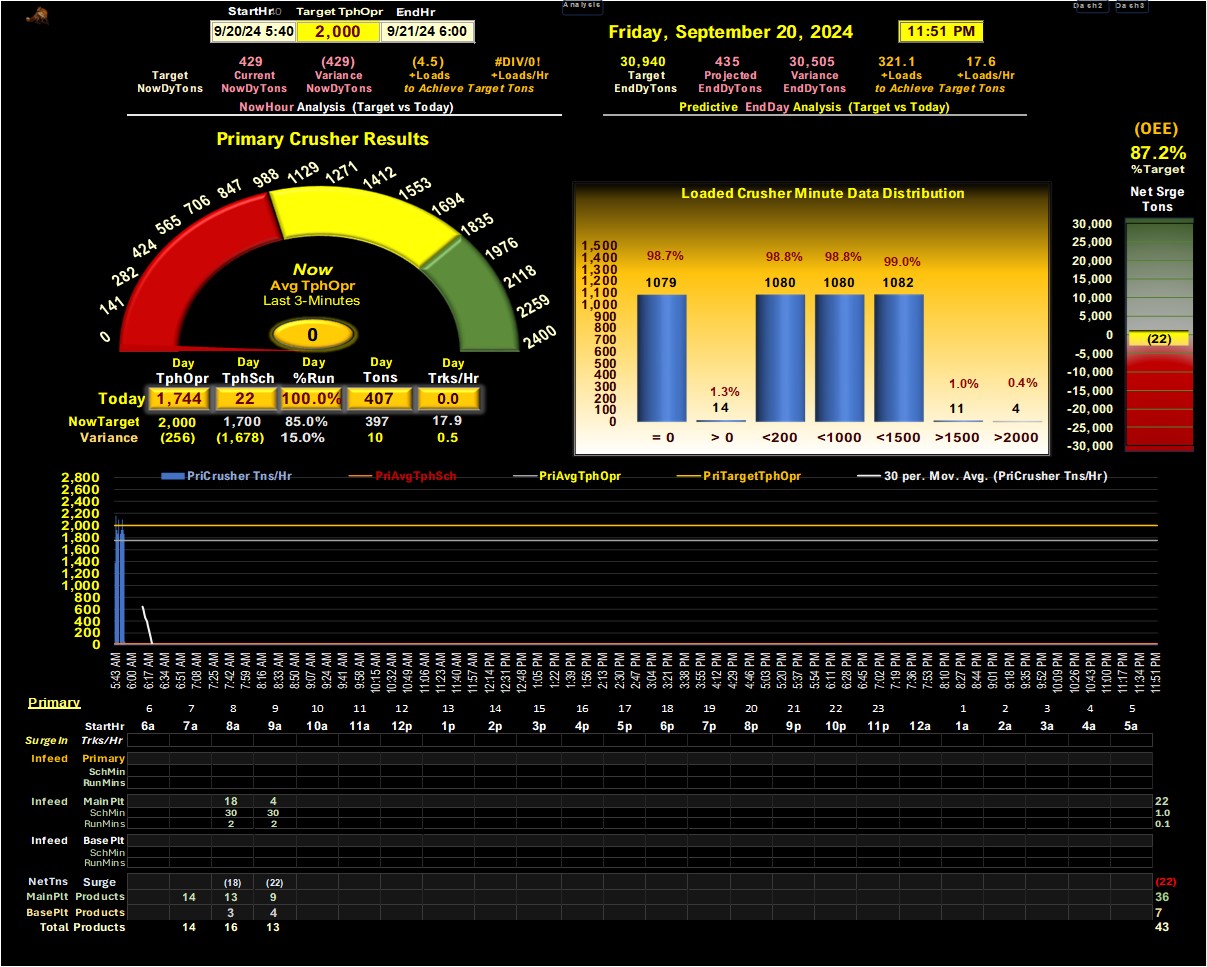 Analysis Dash2 Dash3
StartHr Target TphOpr EndHr
9/20/24 5:40 2,000 9/21/24 6:00
Friday, September 20, 2024 11:51 PM
429 (429) (4.5) #DIV/0!
Target Current Variance +Loads +Loads/Hr
NowDyTons NowDyTons NowDyTons to Achieve Target Tons
NowHour Analysis (Target vs Today)
30,940 435 30,505 321.1 17.6
Target Projected Variance +Loads +Loads/Hr
EndDyTons EndDyTons EndDyTons to Achieve Target Tons
Predictive EndDay Analysis (Target vs Today)
(OEE)
87.2%
%Target
Net Srge
Tons
30,000
25,000
20,000
15,000
10,000
5,000
0
-5,000
-10,000
-15,000
-20,000
-25,000
-30,000
(22)
Primary Crusher Results
0 141 282 424 565 706 847 988 1129 1271 1412 1553 1694 1835 1976 2118 2259 2400
Now
Avg TphOpr
Last 3-Minutes
0
Day Day Day Day Day
TphOpr TphSch %Run Tons Trks/Hr
Today 1,744 22 100.0% 407 0.0
NowTarget 2,000 1,700 85.0% 397 17.9
Variance (256) (1,678) 15.0% 10 0.5
Loaded Crusher Minute Data Distribution
1,500
1,400
1,300
1,200
1,100
1,000
900
800
700
600
500
400
300
200
100
0
98.7% 1.3% 98.8% 98.8% 99.0% 1.0% 0.4%
1079 14 1080 1080 1082 11 4
= 0 > 0 <200 <1000 <1500 >1500 >2000
PriCrusher Tns/Hr PriAvgTphSch PriAvgTphOpr PriTargetTphOpr 30 per. Mov. Avg. (PriCrusher Tns/Hr)
2,800
2,600
2,400
2,200
2,000
1,800
1,600
1,400
1,200
1,000
800
600
400
200
0
5:43 AM 6:00 AM 6:17 AM 6:34 AM 6:51 AM 7:08 AM 7:25 AM 7:42 AM 7:59 AM 8:16 AM 8:33 AM 8:50 AM 9:07 AM 9:24 AM 9:41 AM 9:58 AM 10:15 AM 10:32 AM 10:49 AM 11:06 AM 11:23 AM 11:40 AM 11:57 AM 12:14 PM 12:31 PM 12:48 PM 1:05 PM 1:22 PM 1:39 PM 1:56 PM 2:13 PM 2:30 PM 2:47 PM 3:04 PM 3:21 PM 3:38 PM 3:55 PM 4:12 PM 4:29 PM 4:46 PM 5:03 PM 5:20 PM 5:37 PM 5:54 PM 6:11 PM 6:28 PM 6:45 PM 7:02 PM 7:19 PM 7:36 PM 7:53 PM 8:10 PM 8:27 PM 8:44 PM 9:01 PM 9:18 PM 9:35 PM 9:52 PM 10:09 PM 10:26 PM 10:43 PM 11:00 PM 11:17 PM 11:34 PM 11:51 PM
Primary
6 7 8 9 10 11 12 13 14 15 16 17 18 19 20 21 22 23 1 2 3 4 5
StartHr 6a 7a 8a 9a 10a 11a 12p 1p 2p 3p 4p 5p 6p 7p 8p 9p 10p 11p 12a 1a 2a 3a 4a 5a
SurgeIn Trks/Hr
Infeed Primary
SchMin
RunMins
Infeed MainPlt 18 4 22
SchMin 30 30 1.0
RunMins 2 2 0.1
Infeed BasePlt
SchMin
RunMins
NetTns Surge (18) (22) (22)
MainPlt Products 14 13 9 36
BasePlt Products 3 4 7
Total Products 14 16 13 43